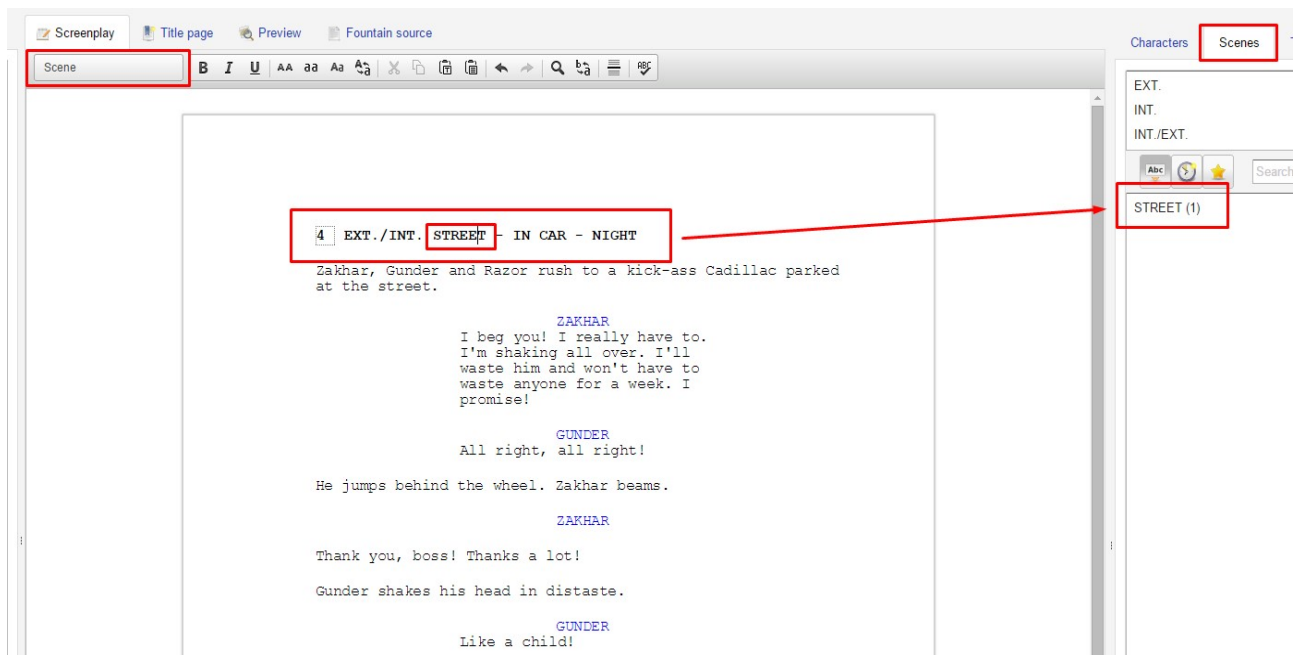 Screenplay
Title page
Preview
Fountain source
Characters
Scenes
Scene
B I U AA aa Aa
ABC
EXT.
INT.
INT./EXT.
Abc
Search
STREET (1)
4 EXT./INT. STREET - IN CAR - NIGHT
Zakhar, Gunder and Razor rush to a kick-ass Cadillac parked
at the street.
ZAKHAR
I beg you! I really have to.
I'm shaking all over. I'll
waste him and won't have to
waste anyone for a week. I
promise!
GUNDER
All right, all right!
He jumps behind the wheel. Zakhar beams.
ZAKHAR
Thank you, boss! Thanks a lot!
Gunder shakes his head in distaste.
GUNDER
Like a child!